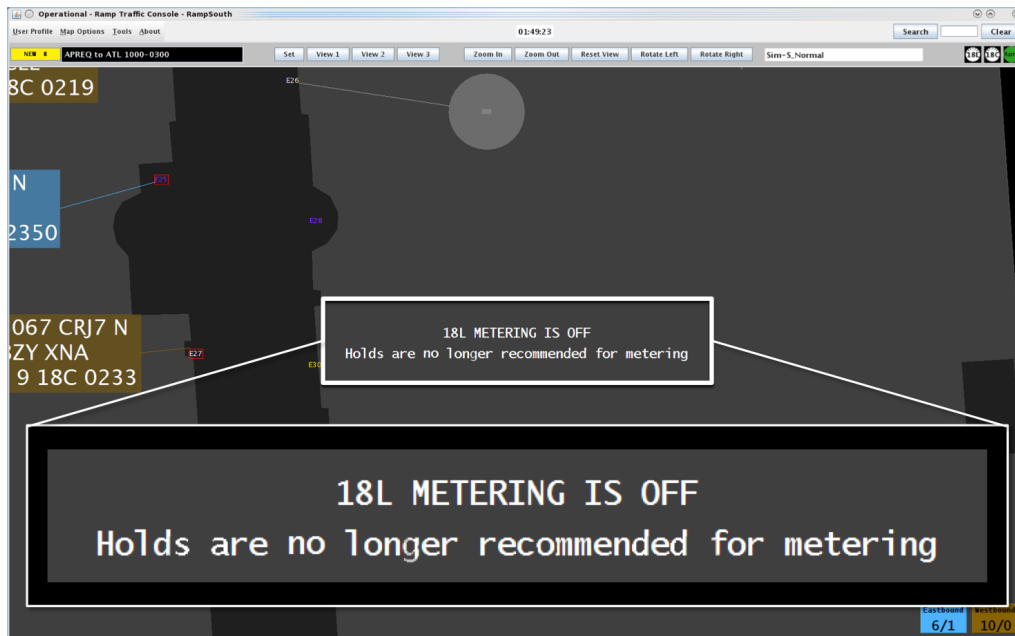 Operational - Ramp Traffic Console - RampSouth
User Profile Map Options Tools About
01:49:23
Search
Clear
NEW #
APREQ to ATL 1000-0300
Set
View 1
View 2
View 3
Zoom In
Zoom Out
Reset View
Rotate Left
Rotate Right
Sim-S_Normal
18L
18C
8C 0219
E26
N
2350
E25
E28
067 CRJ7 N
ZY XNA
9 18C 0233
E27
E30
18L METERING IS OFF
Holds are no longer recommended for metering
18L METERING IS OFF
Holds are no longer recommended for metering
Eastbound
6/1
Westbound
10/0